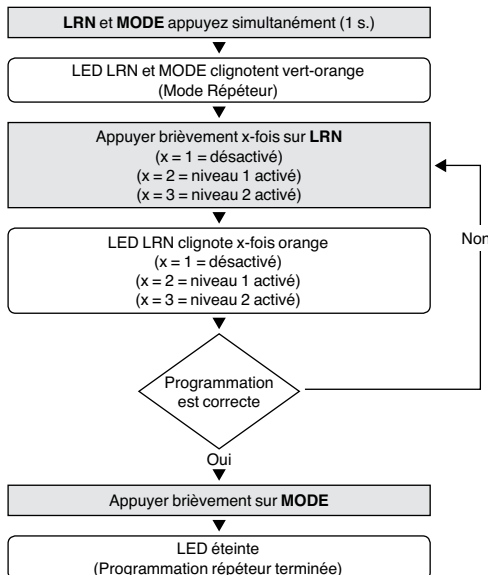 LRN et MODE appuyez simultanément (1 s.)
LED LRN et MODE clignotent vert-orange
(Mode Répéteur)
Appuyer brièvement x-fois sur LRN
(x = 1 = désactivé)
(x = 2 = niveau 1 activé)
(x = 3 = niveau 2 activé)
LED LRN clignote x-fois orange
(x = 1 = désactivé)
(x = 2 = niveau 1 activé)
(x = 3 = niveau 2 activé)
Non
Programmation
est correcte
Oui
Appuyer brièvement sur MODE
LED éteinte
(Programmation répéteur terminée)